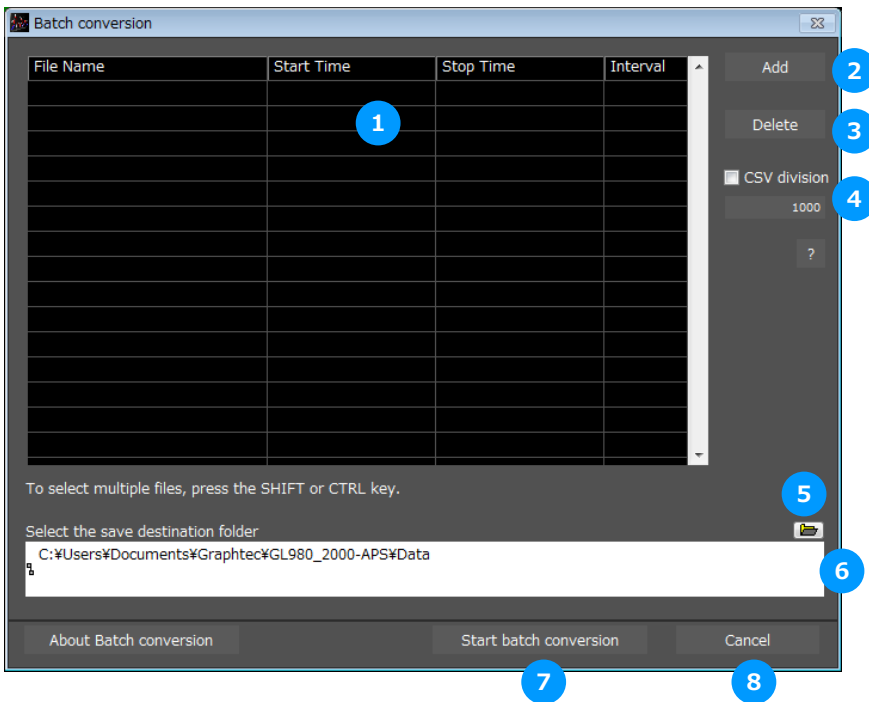 Batch conversion
File Name Start Time Stop Time Interval
Add
2
1
Delete
3
CSV division
4
1000
?
To select multiple files, press the SHIFT or CTRL key.
5
Select the save destination folder
C:¥Users¥Documents¥Graphtec¥GL980_2000-APS¥Data
6
About Batch conversion Start batch conversion Cancel
7 8